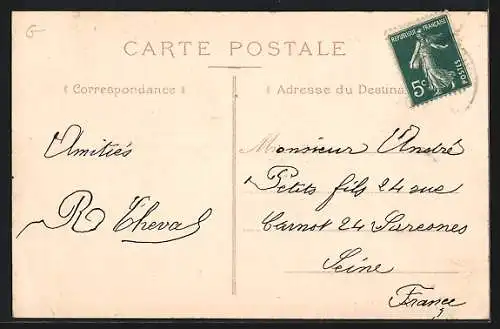 G
CARTE POSTALE
REPUBLIQUE FRANÇAISE
POSTES
5c
Correspondance
Adresse du Destina
Amitiés
R Theval
Monsieur André
Petits fils 24 rue
Carnot 24 Suresnes
Seine
France